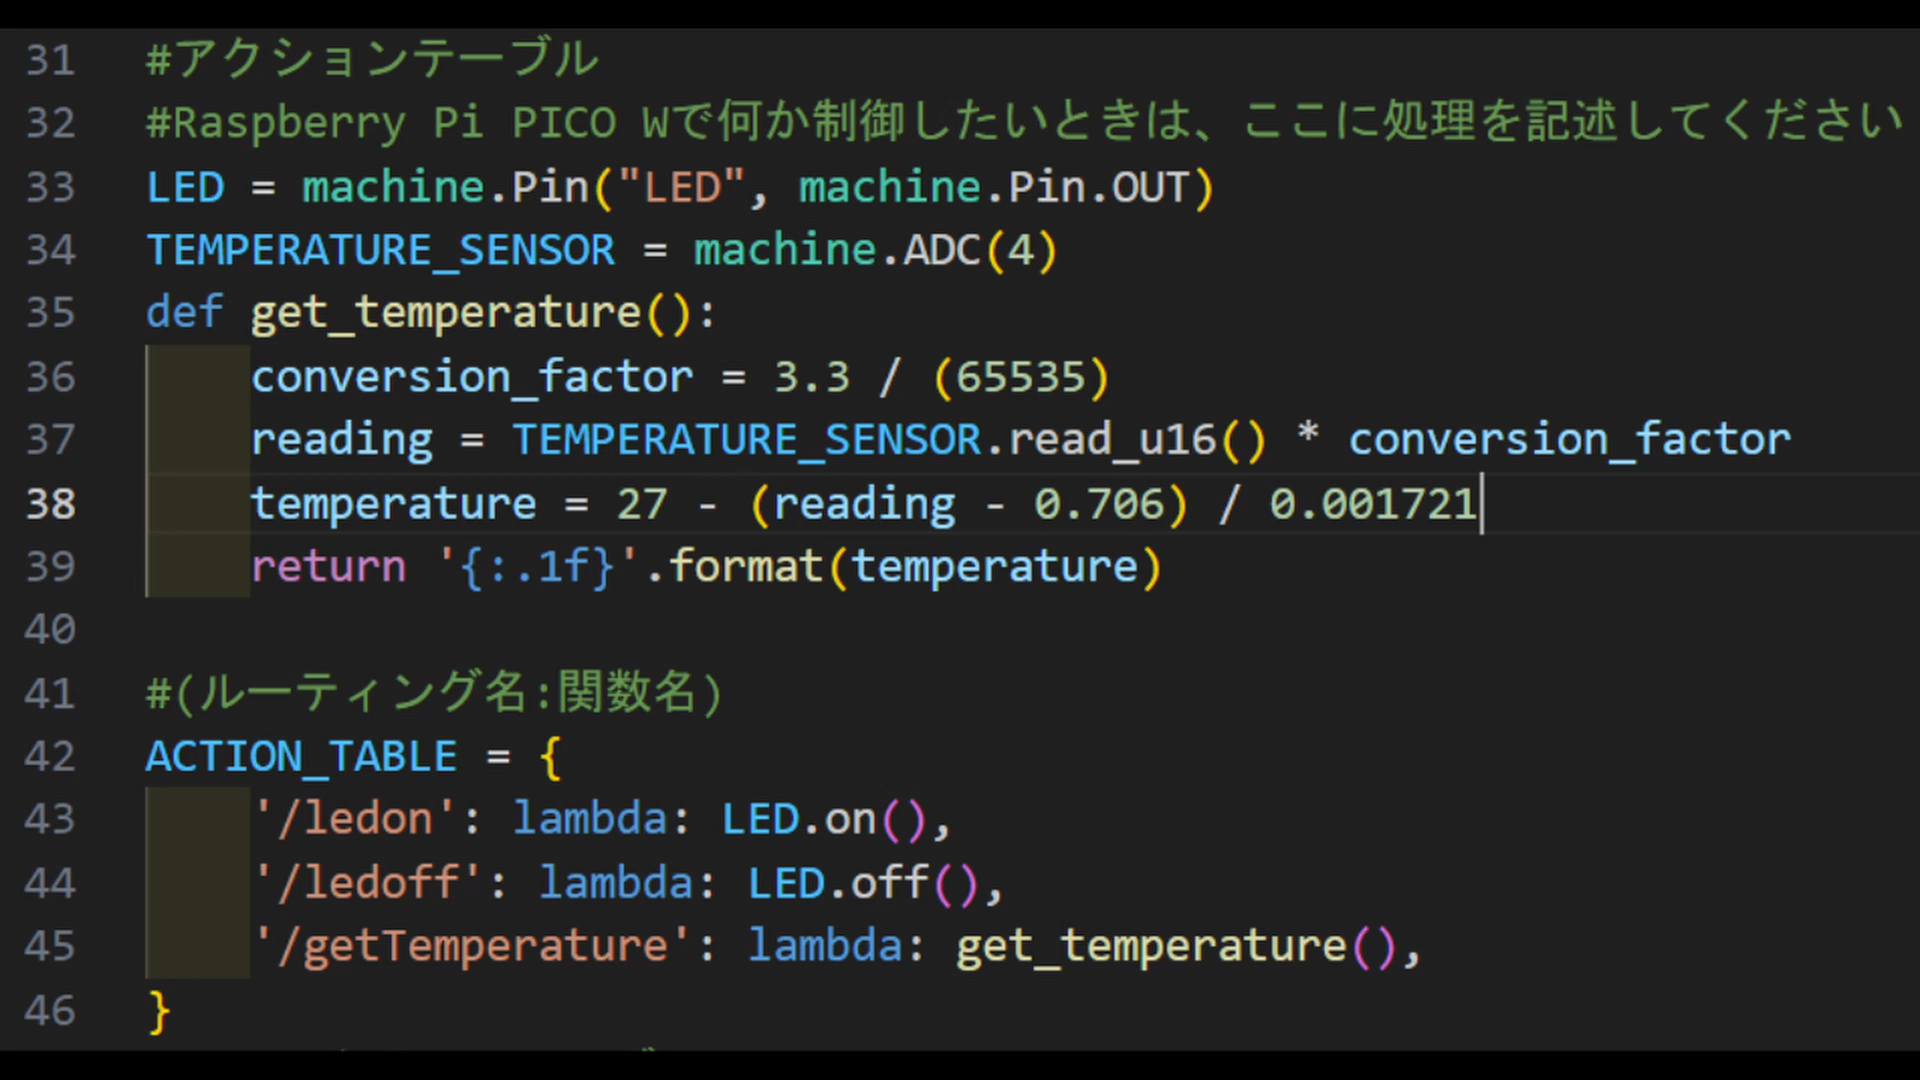 31 #アクションテーブル
32 #Raspberry Pi PICO Wで何か制御したいときは、ここに処理を記述してください
33 LED = machine.Pin("LED", machine.Pin.OUT)
34 TEMPERATURE_SENSOR = machine.ADC(4)
35 def get_temperature():
36     conversion_factor = 3.3 / (65535)
37     reading = TEMPERATURE_SENSOR.read_u16() * conversion_factor
38     temperature = 27 - (reading - 0.706) / 0.001721
39     return '{:.1f}'.format(temperature)
40
41 #(ルーティング名:関数名)
42 ACTION_TABLE = {
43     '/ledon': lambda: LED.on(),
44     '/ledoff': lambda: LED.off(),
45     '/getTemperature': lambda: get_temperature(),
46 }